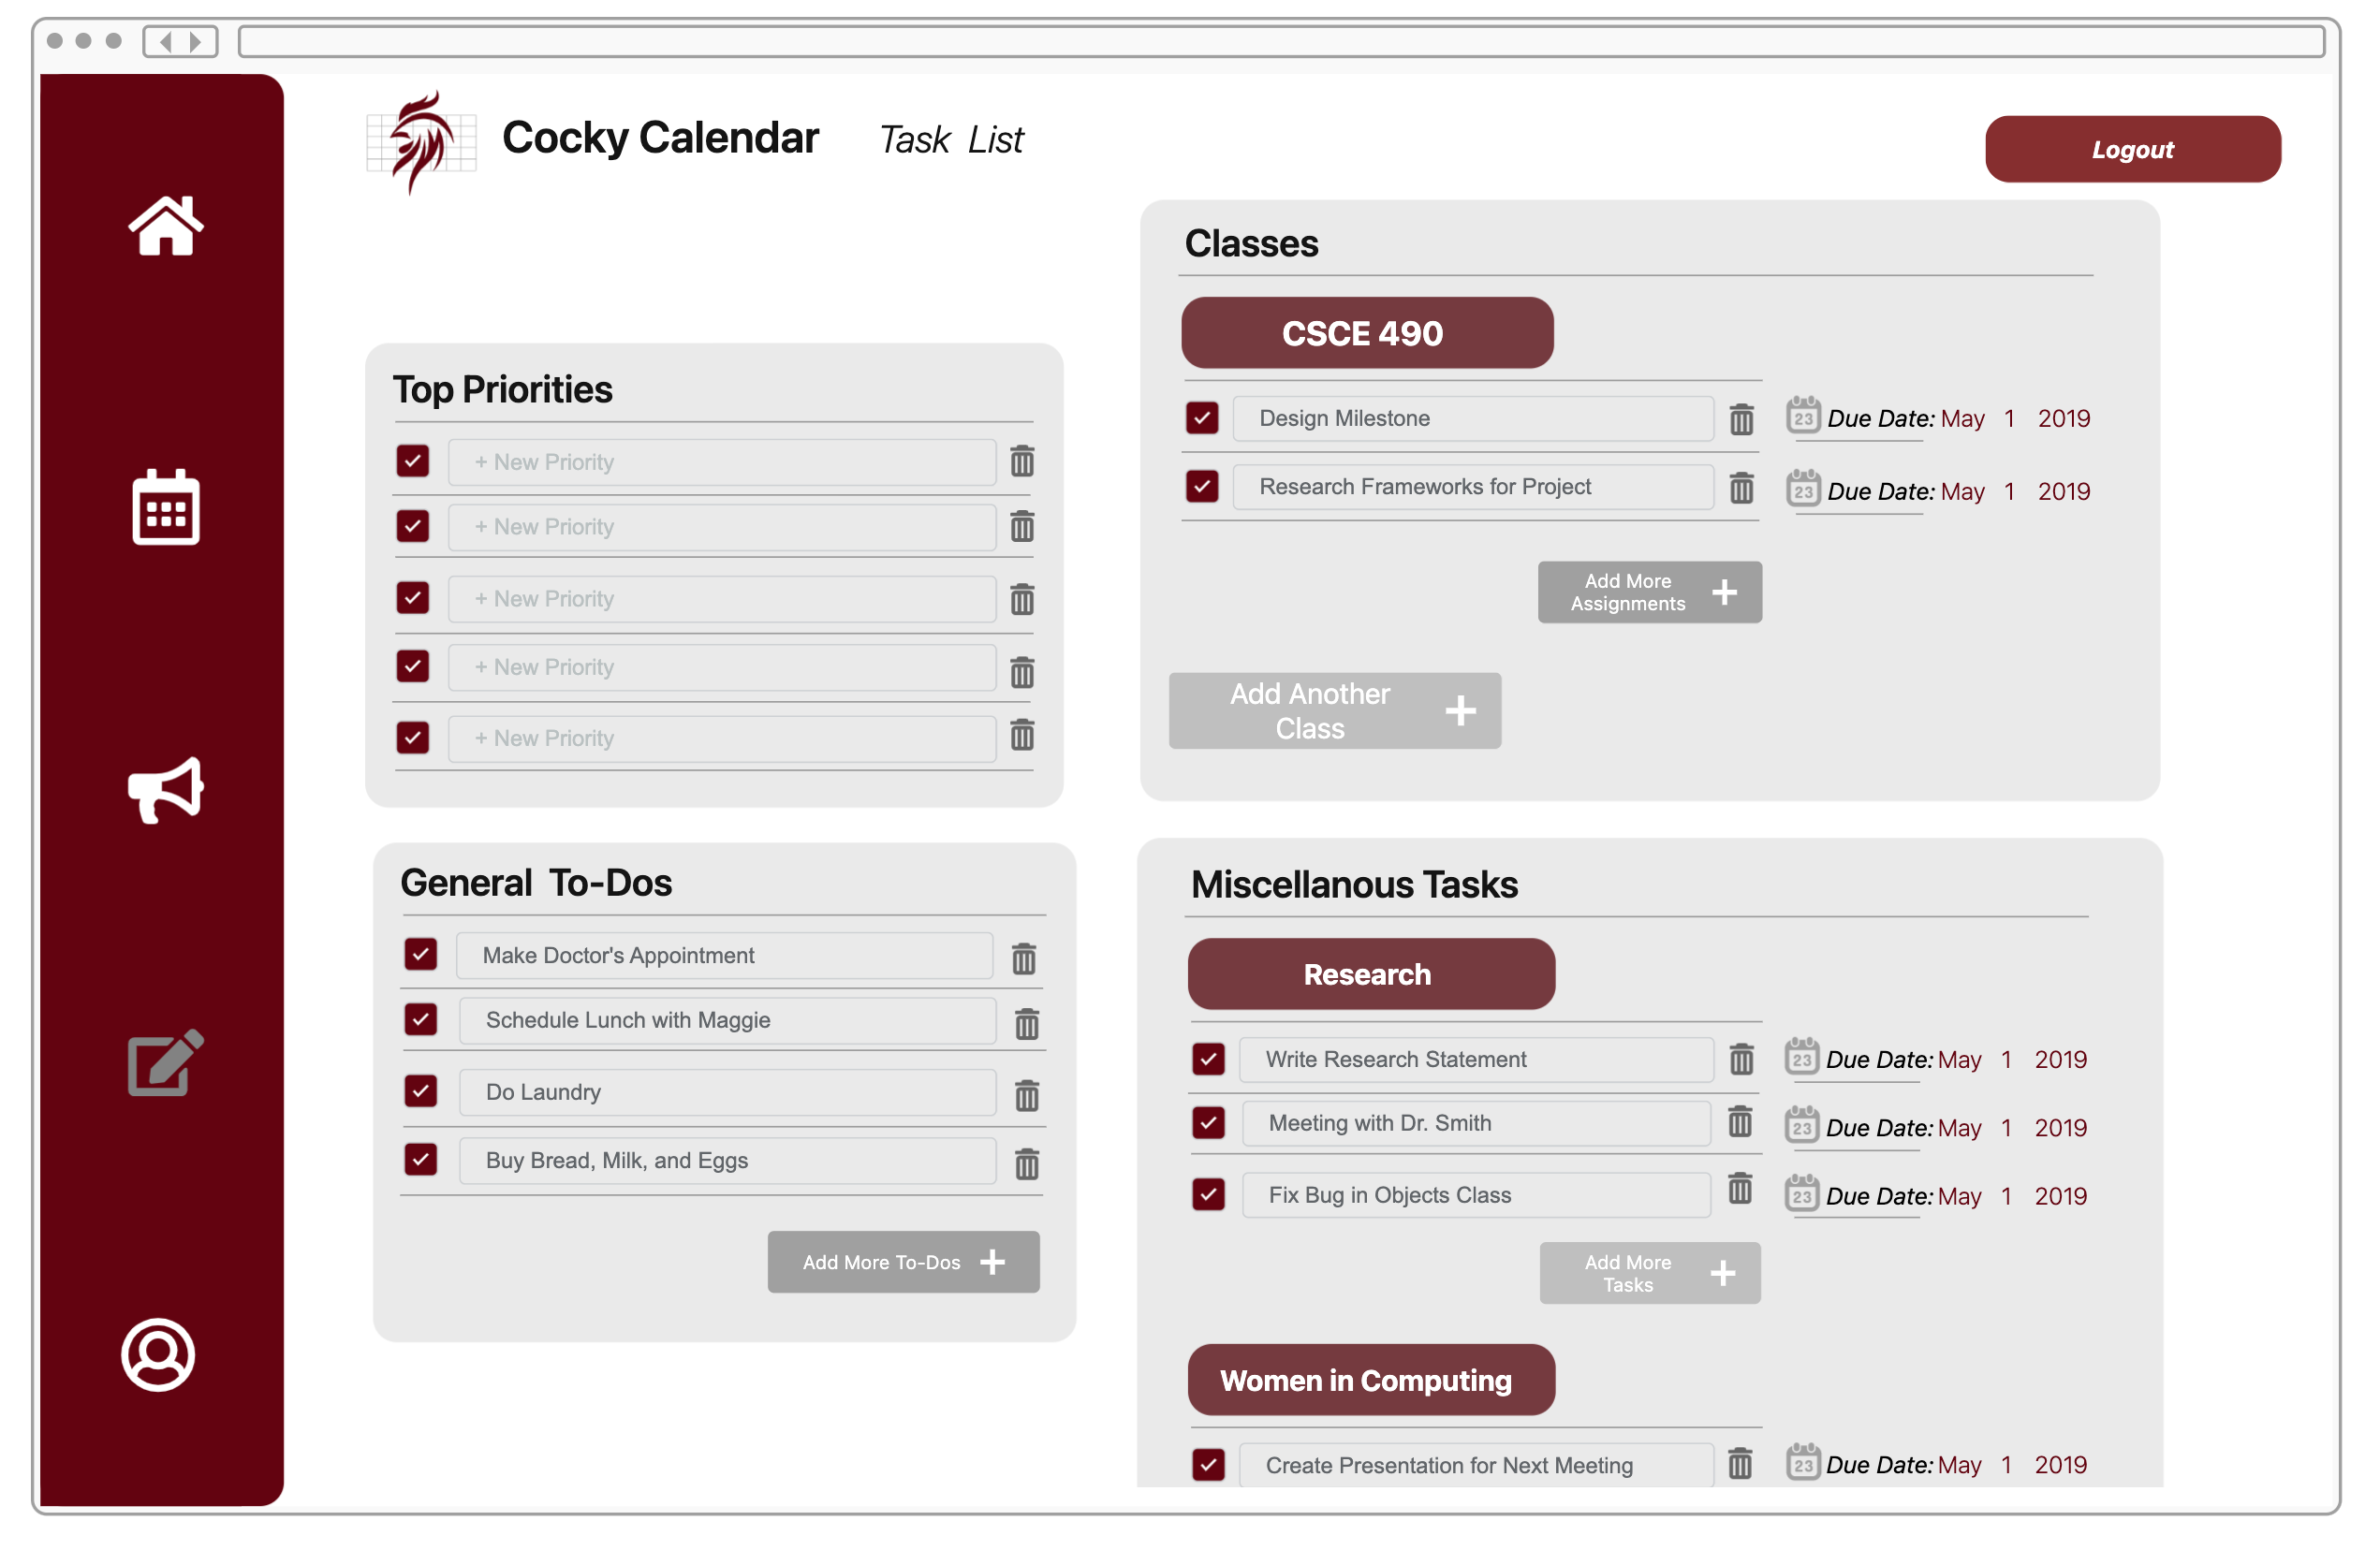 Cocky Calendar
Task List
Logout
Top Priorities
+ New Priority
+ New Priority
+ New Priority
+ New Priority
+ New Priority
General To-Dos
Make Doctor's Appointment
Schedule Lunch with Maggie
Do Laundry
Buy Bread, Milk, and Eggs
Add More To-Dos +
Classes
CSCE 490
Design Milestone
23 Due Date: May 1 2019
Research Frameworks for Project
23 Due Date: May 1 2019
Add More
Assignments +
Add Another
Class +
Miscellanous Tasks
Research
Write Research Statement
23 Due Date: May 1 2019
Meeting with Dr. Smith
23 Due Date: May 1 2019
Fix Bug in Objects Class
23 Due Date: May 1 2019
Add More
Tasks +
Women in Computing
Create Presentation for Next Meeting
23 Due Date: May 1 2019